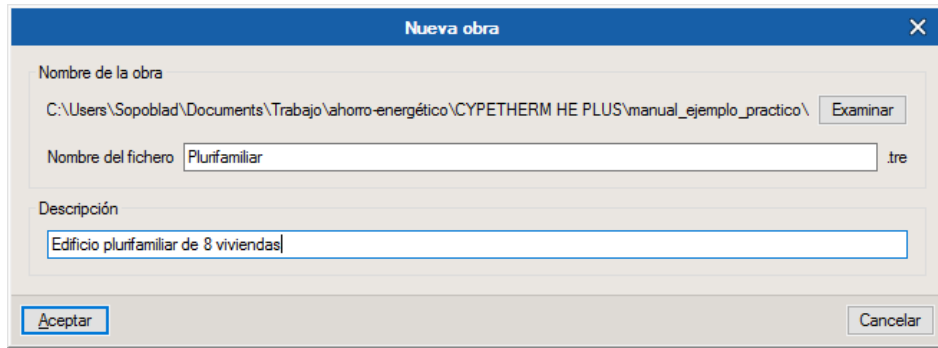 Nueva obra
Nombre de la obra
C:\Users\Sopoblad\Documents\Trabajo\ahorro-energético\CYPETHERM HE PLUS\manual_ejemplo_practico\ Examinar
Nombre del fichero Plurifamiliar .tre
Descripción
Edificio plurifamiliar de 8 viviendas
Aceptar Cancelar